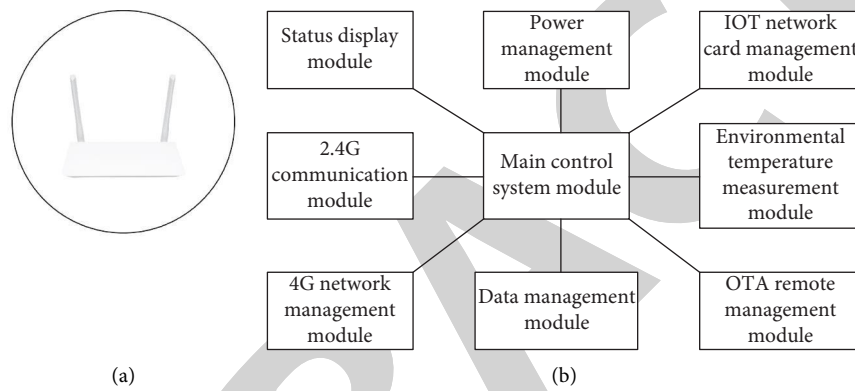 Status display
module
Power
management
module
IOT network
card management
module
2.4G
communication
module
Main control
system module
Environmental
temperature
measurement
module
4G network
management
module
Data management
module
OTA remote
management
module
(a)
(b)